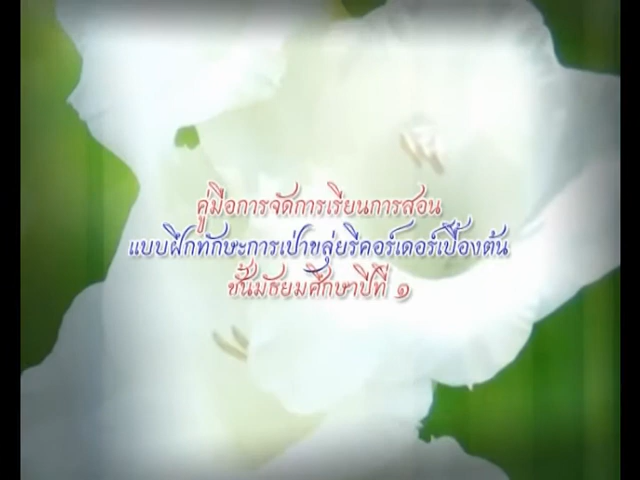 คู่มือการจัดการเรียนการสอน
แบบฝึกทักษะการเป่าขลุ่ยรีคอร์เดอร์เบื้องต้น
ชั้นมัธยมศึกษาปีที่ ๑